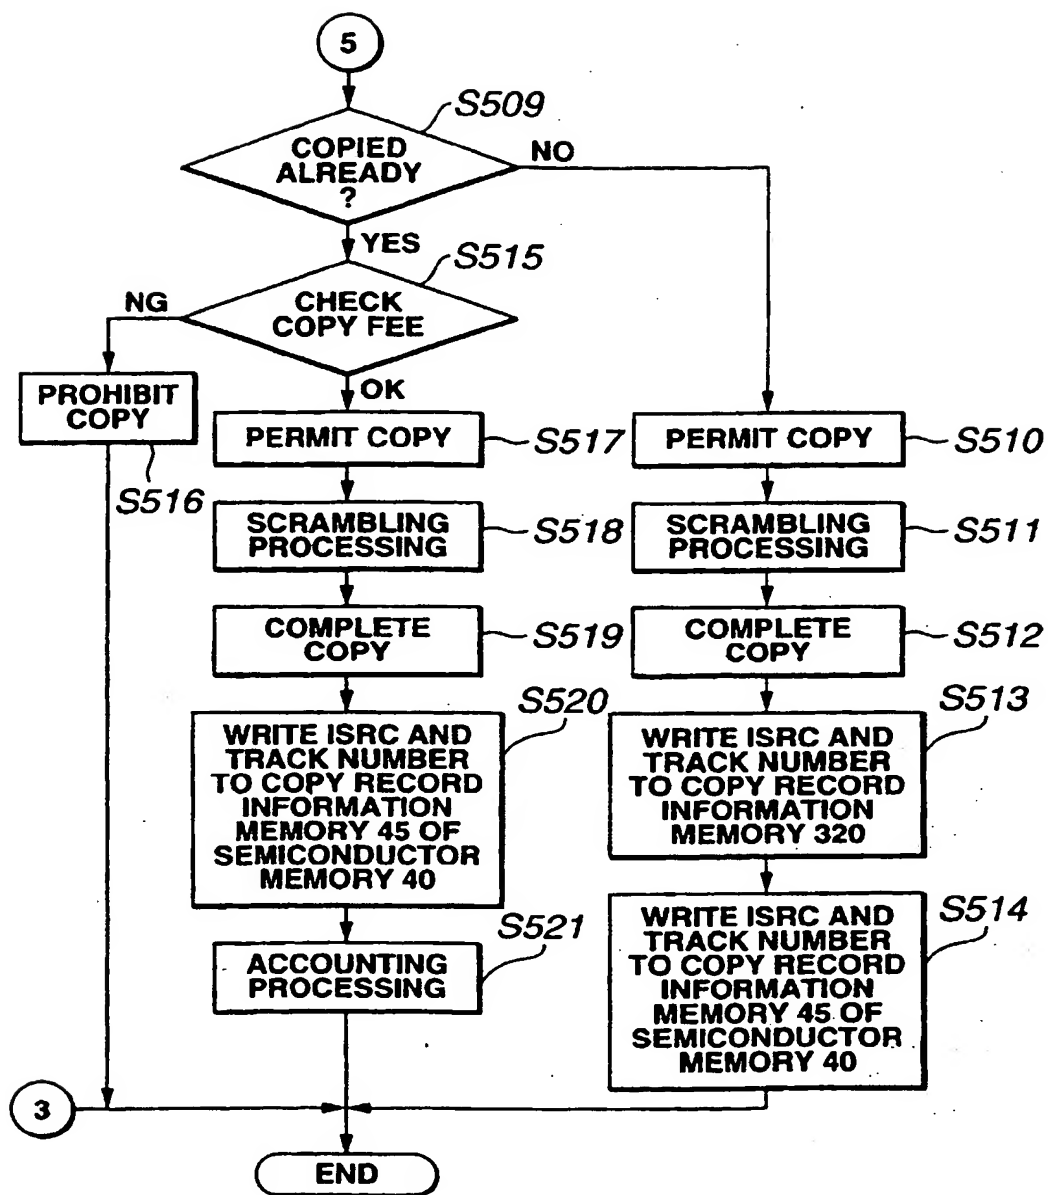 5
S509
COPIED
ALREADY
?
NO
YES
S515
CHECK
COPY FEE
NG
OK
PROHIBIT
COPY
S516
PERMIT COPY
S517
PERMIT COPY
S510
SCRAMBLING
PROCESSING
S518
SCRAMBLING
PROCESSING
S511
COMPLETE
COPY
S519
COMPLETE
COPY
S512
S520
WRITE ISRC AND
TRACK NUMBER
TO COPY RECORD
INFORMATION
MEMORY 45 OF
SEMICONDUCTOR
MEMORY 40
S513
WRITE ISRC AND
TRACK NUMBER
TO COPY RECORD
INFORMATION
MEMORY 320
S521
ACCOUNTING
PROCESSING
S514
WRITE ISRC AND
TRACK NUMBER
TO COPY RECORD
INFORMATION
MEMORY 45 OF
SEMICONDUCTOR
MEMORY 40
3
END